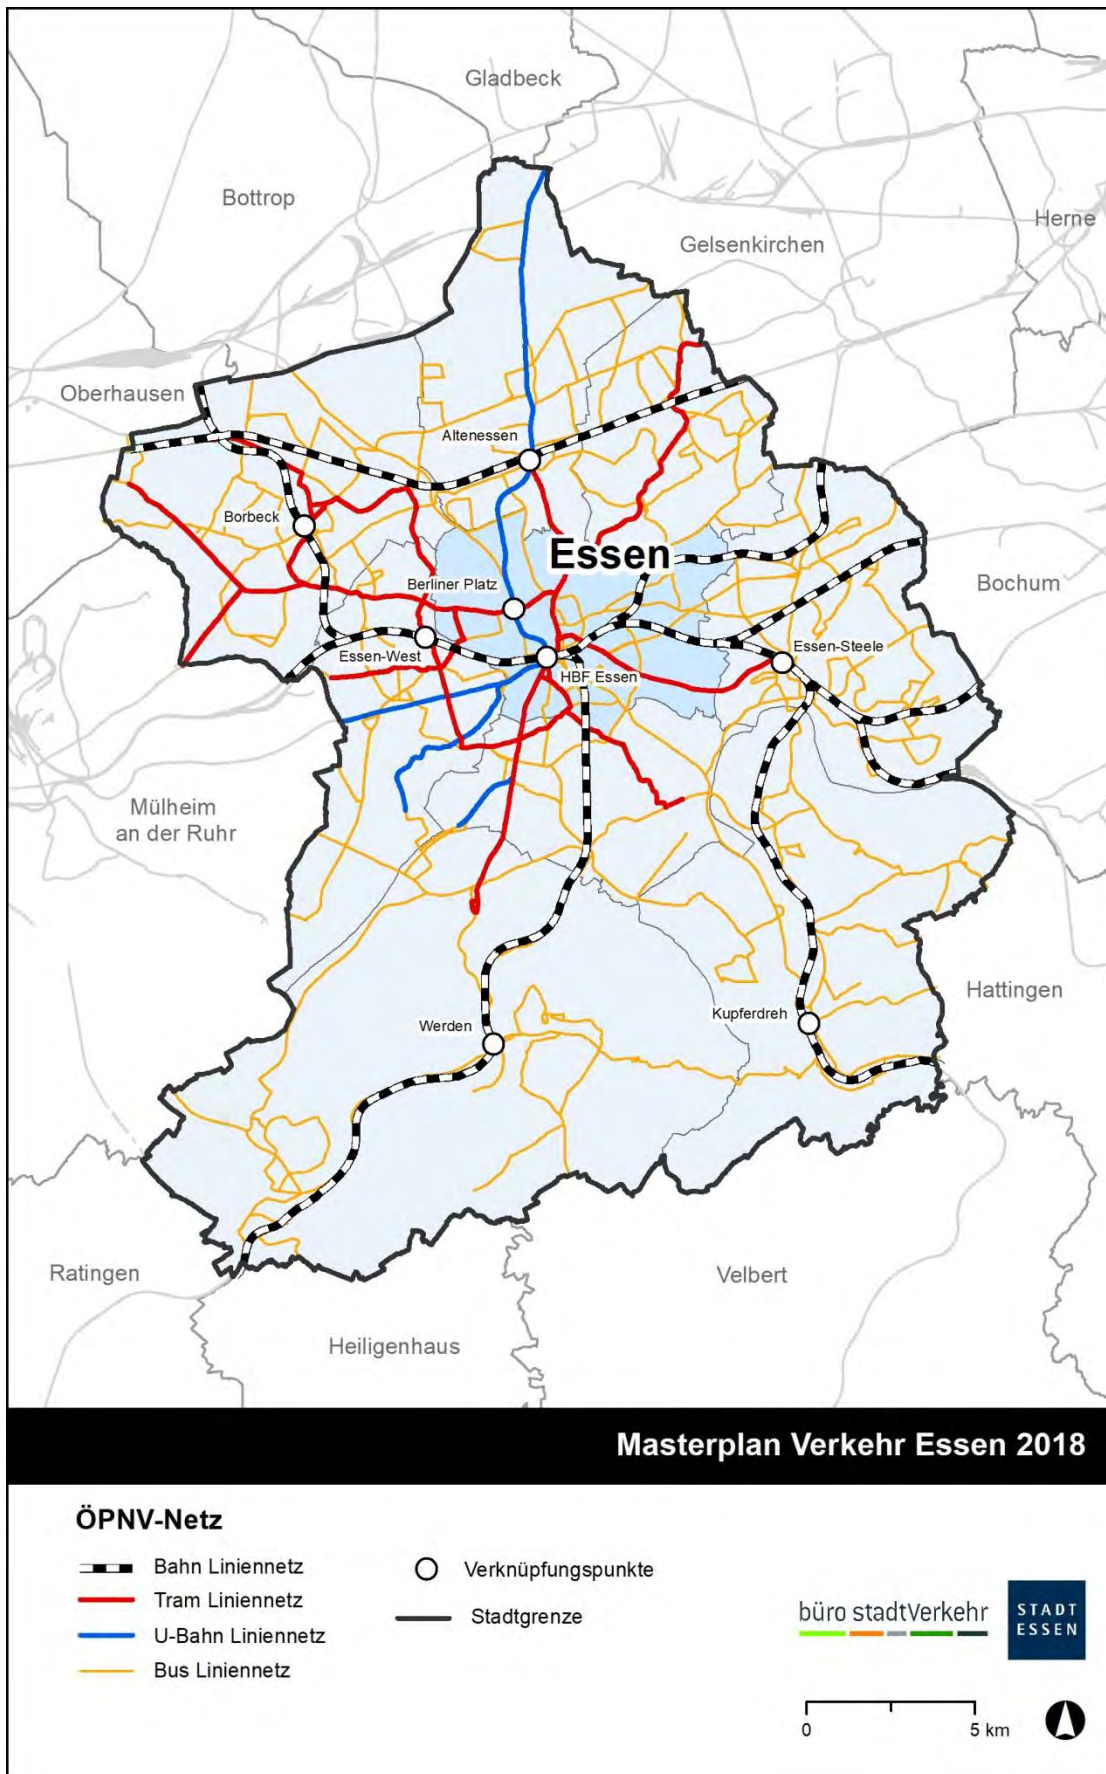 Gladbeck
Bottrop
Herne
Gelsenkirchen
Oberhausen
Altenessen
Borbeck
Essen
Berliner Platz
Bochum
Essen-West
Essen-Steele
HBF Essen
Mülheim
an der Ruhr
Hattingen
Kupferdreh
Werden
Ratingen
Velbert
Heiligenhaus
Masterplan Verkehr Essen 2018
ÖPNV-Netz
Bahn Liniennetz
Tram Liniennetz
U-Bahn Liniennetz
Bus Liniennetz
Verknüpfungspunkte
Stadtgrenze
büro stadtVerkehr
STADT
ESSEN
0 5 km